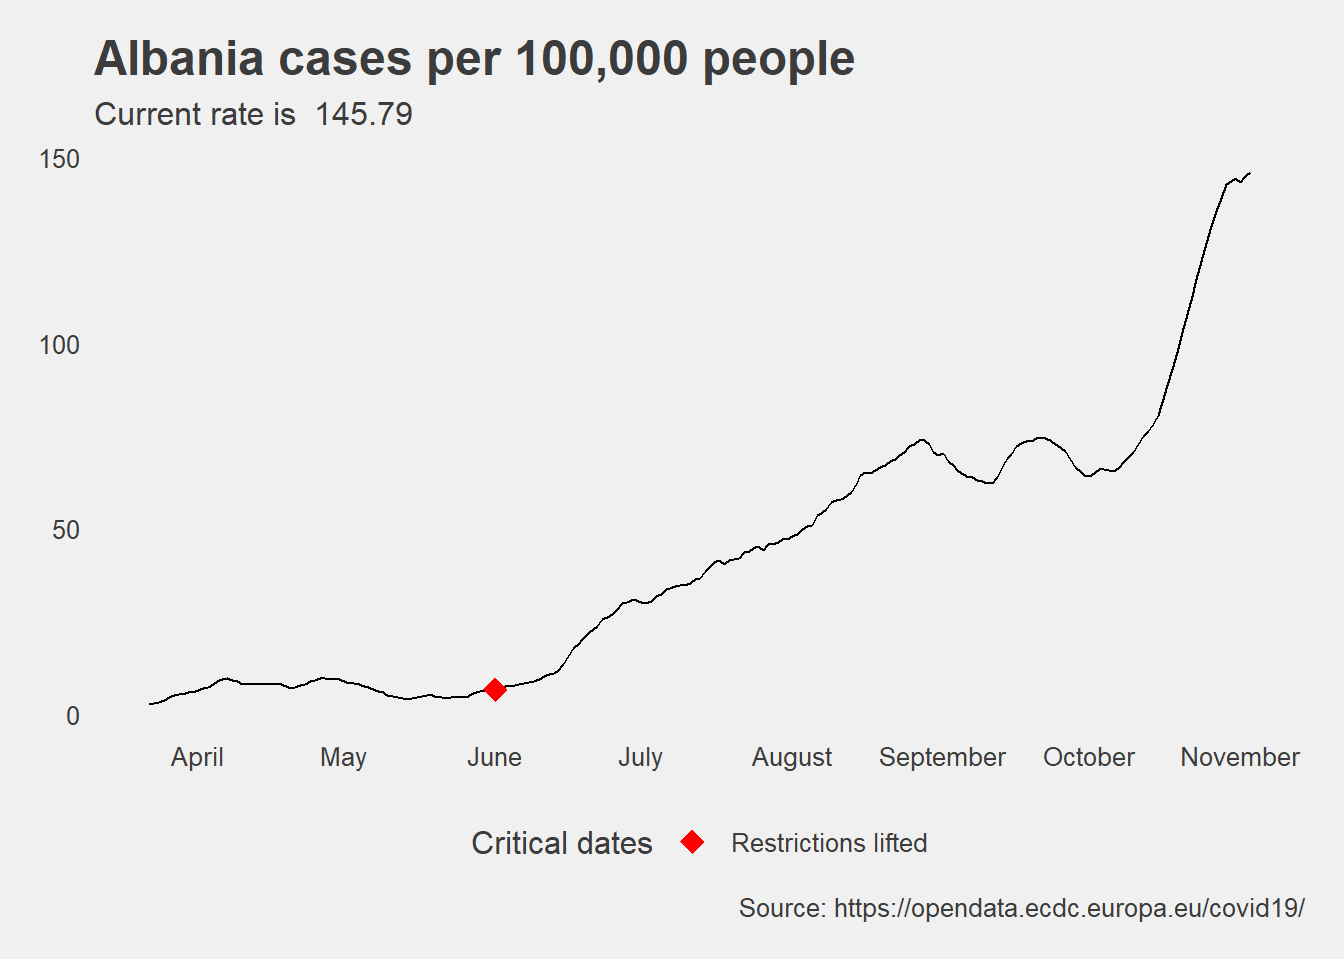 Albania cases per 100,000 people
Current rate is  145.79
150
100
50
0
April May June July August September October November
Critical dates Restrictions lifted
Source: https://opendata.ecdc.europa.eu/covid19/